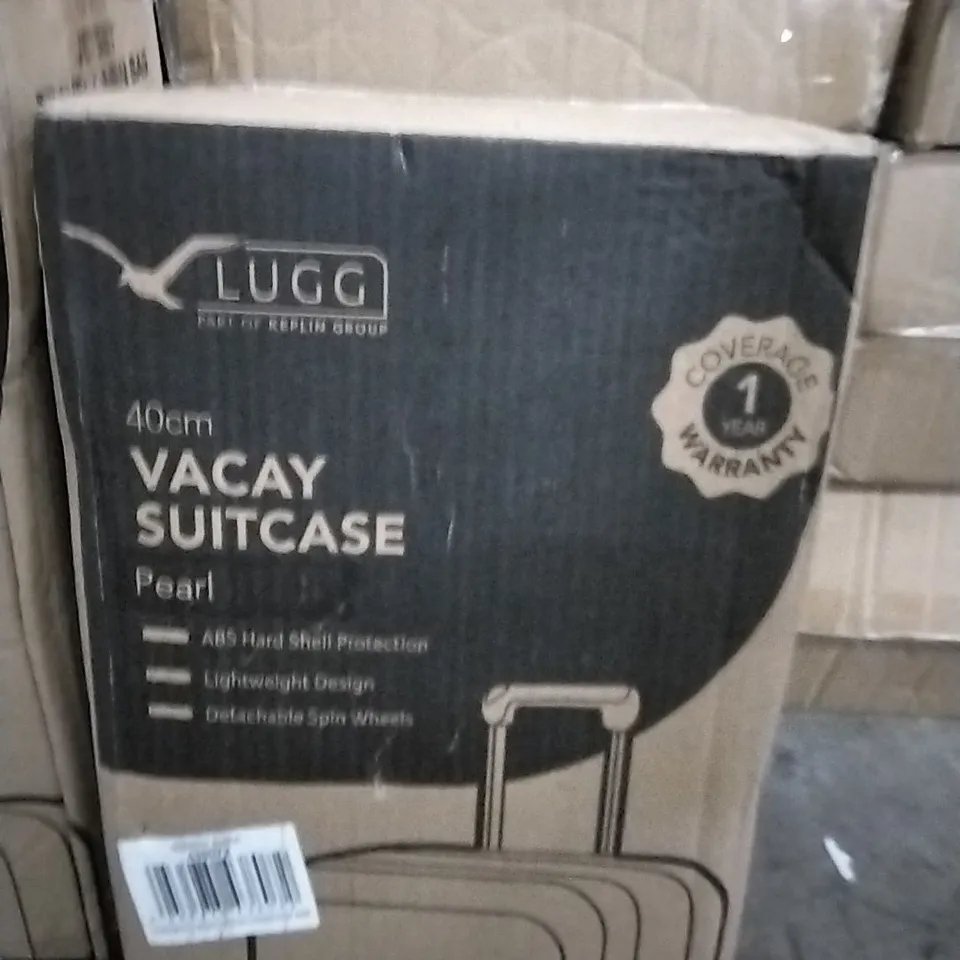 LUGG
PART OF KEPLIN GROUP
COVERAGE
1
YEAR
WARRANTY
40cm
VACAY
SUITCASE
Pearl
ABS Hard Shell Protection
Lightweight Design
Detachable Spin Wheels